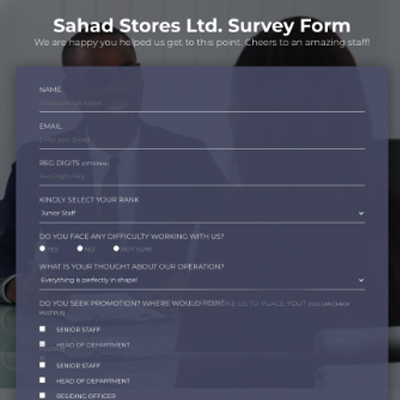 Sahad Stores Ltd. Survey Form
We are happy you helped us get to this point. Cheers to an amazing staff!
NAME
Enter your full name
EMAIL
Enter your Email
REG DIGITS (OPTIONAL)
Five Digits Reg
KINDLY SELECT YOUR RANK
Junior Staff
DO YOU FACE ANY DIFFICULTY WORKING WITH US?
YES NO NOT SURE
WHAT IS YOUR THOUGHT ABOUT OUR OPERATION?
Everything is perfectly in shape!
DO YOU SEEK PROMOTION? WHERE WOULD YOU LIKE US TO PLACE YOU? (YOU CAN CHECK
MULTIPLE)
SENIOR STAFF
HEAD OF DEPARTMENT
SENIOR STAFF
HEAD OF DEPARTMENT
RESIDING OFFICER